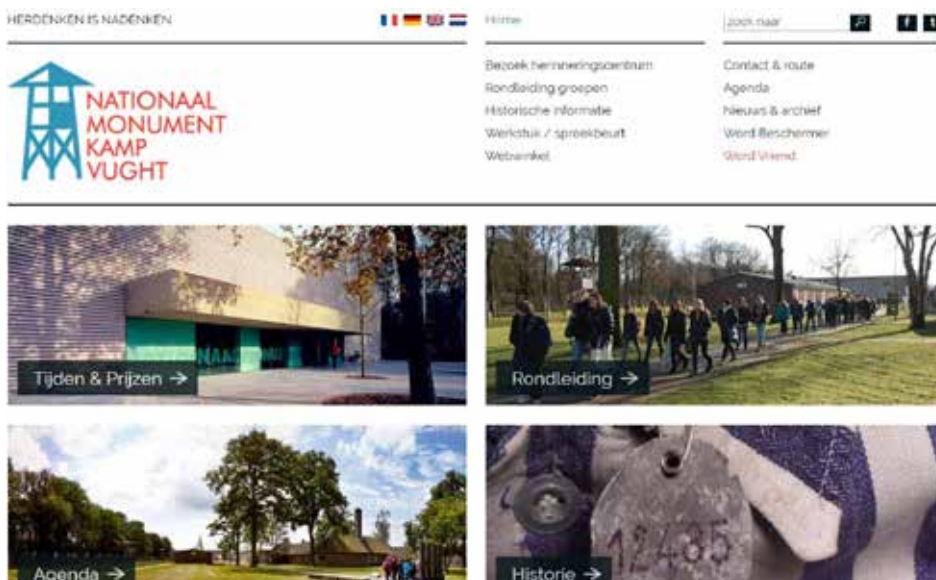 HERDENKEN IS NADENKEN
NATIONAAL
MONUMENT
KAMP
VUGHT
Home
Bezoek herinneringscentrum
Rondleiding groepen
Historische informatie
Werkstuk / spreekbeurt
Webwinkel
zoek naar
f t
Contact & route
Agenda
Nieuws & archief
Word Beschermer
Word Vriend
Tijden & Prijzen →
Rondleiding →
Agenda →
Historie →
12405